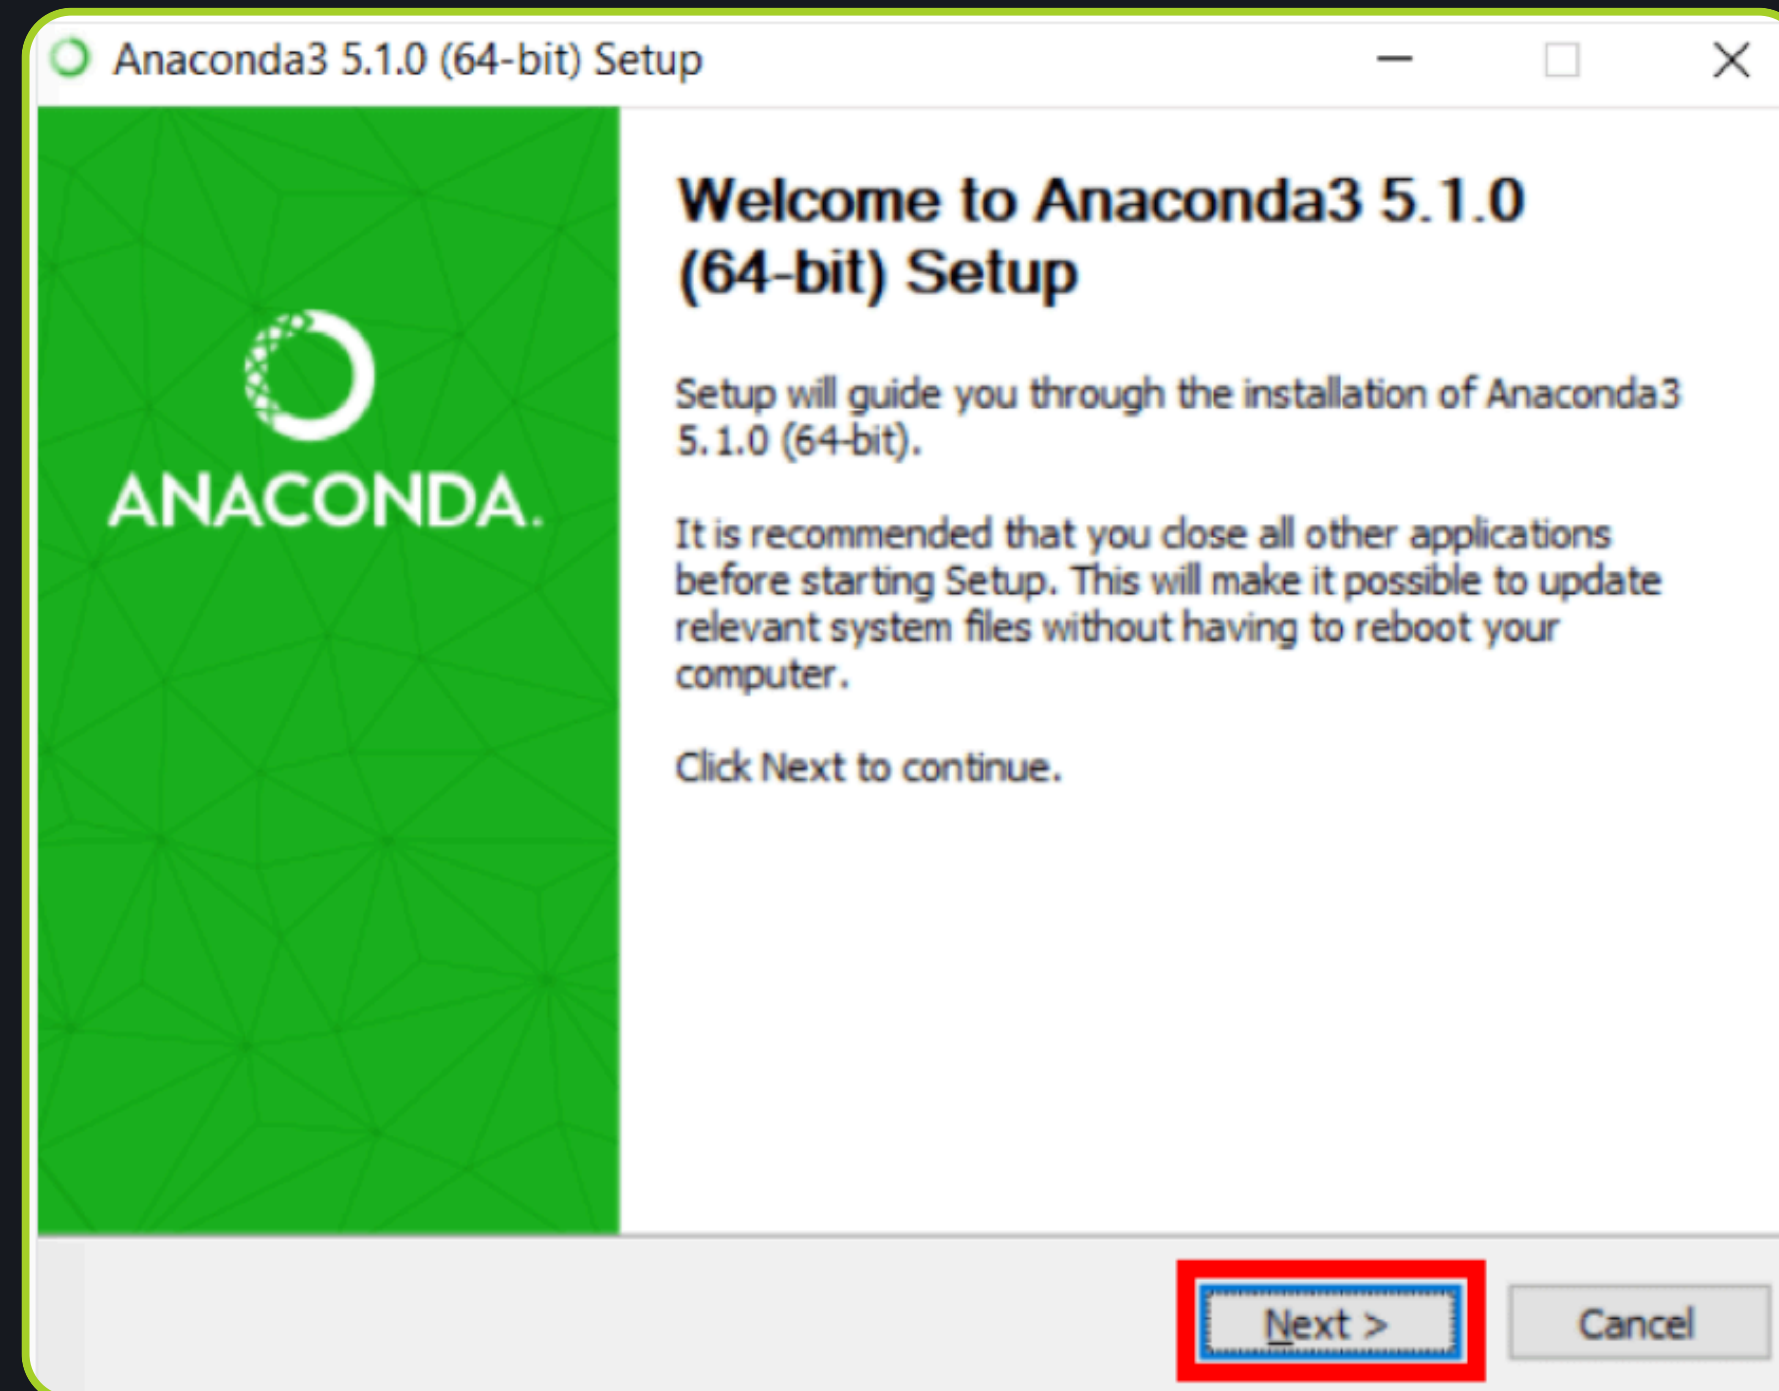 Anaconda3 5.1.0 (64-bit) Setup
ANACONDA.
Welcome to Anaconda3 5.1.0
(64-bit) Setup
Setup will guide you through the installation of Anaconda3
5.1.0 (64-bit).
It is recommended that you close all other applications
before starting Setup. This will make it possible to update
relevant system files without having to reboot your
computer.
Click Next to continue.
Next >
Cancel